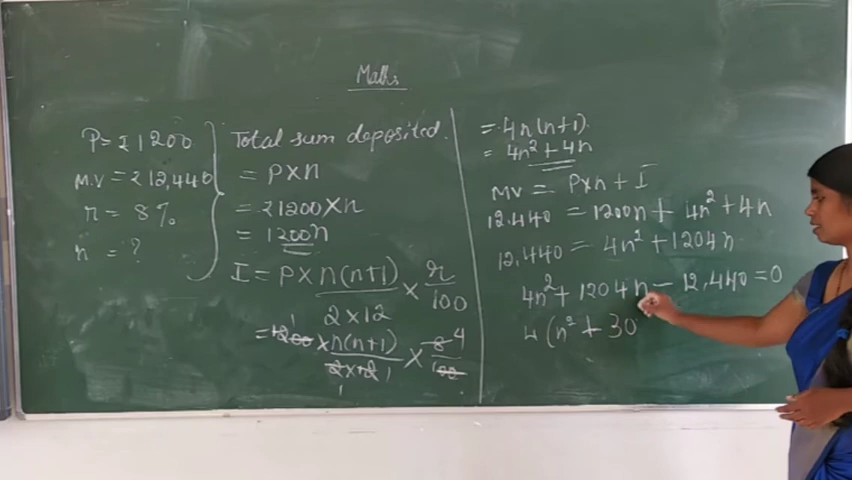 Maths
P = ₹1200
M.V = ₹12,440
r = 8%
n = ?
Total sum deposited.
= P×n
= ₹1200×n
= 1200n
I = P × n(n+1)/2×12 × r/100
= 1200 × n(n+1)/2×12 × 8/100
= 4n(n+1)
= 4n² + 4n
MV = P×n + I
12,440 = 1200n + 4n² + 4n
12,440 = 4n² + 1204n
4n² + 1204n − 12,440 = 0
4 (n² + 30